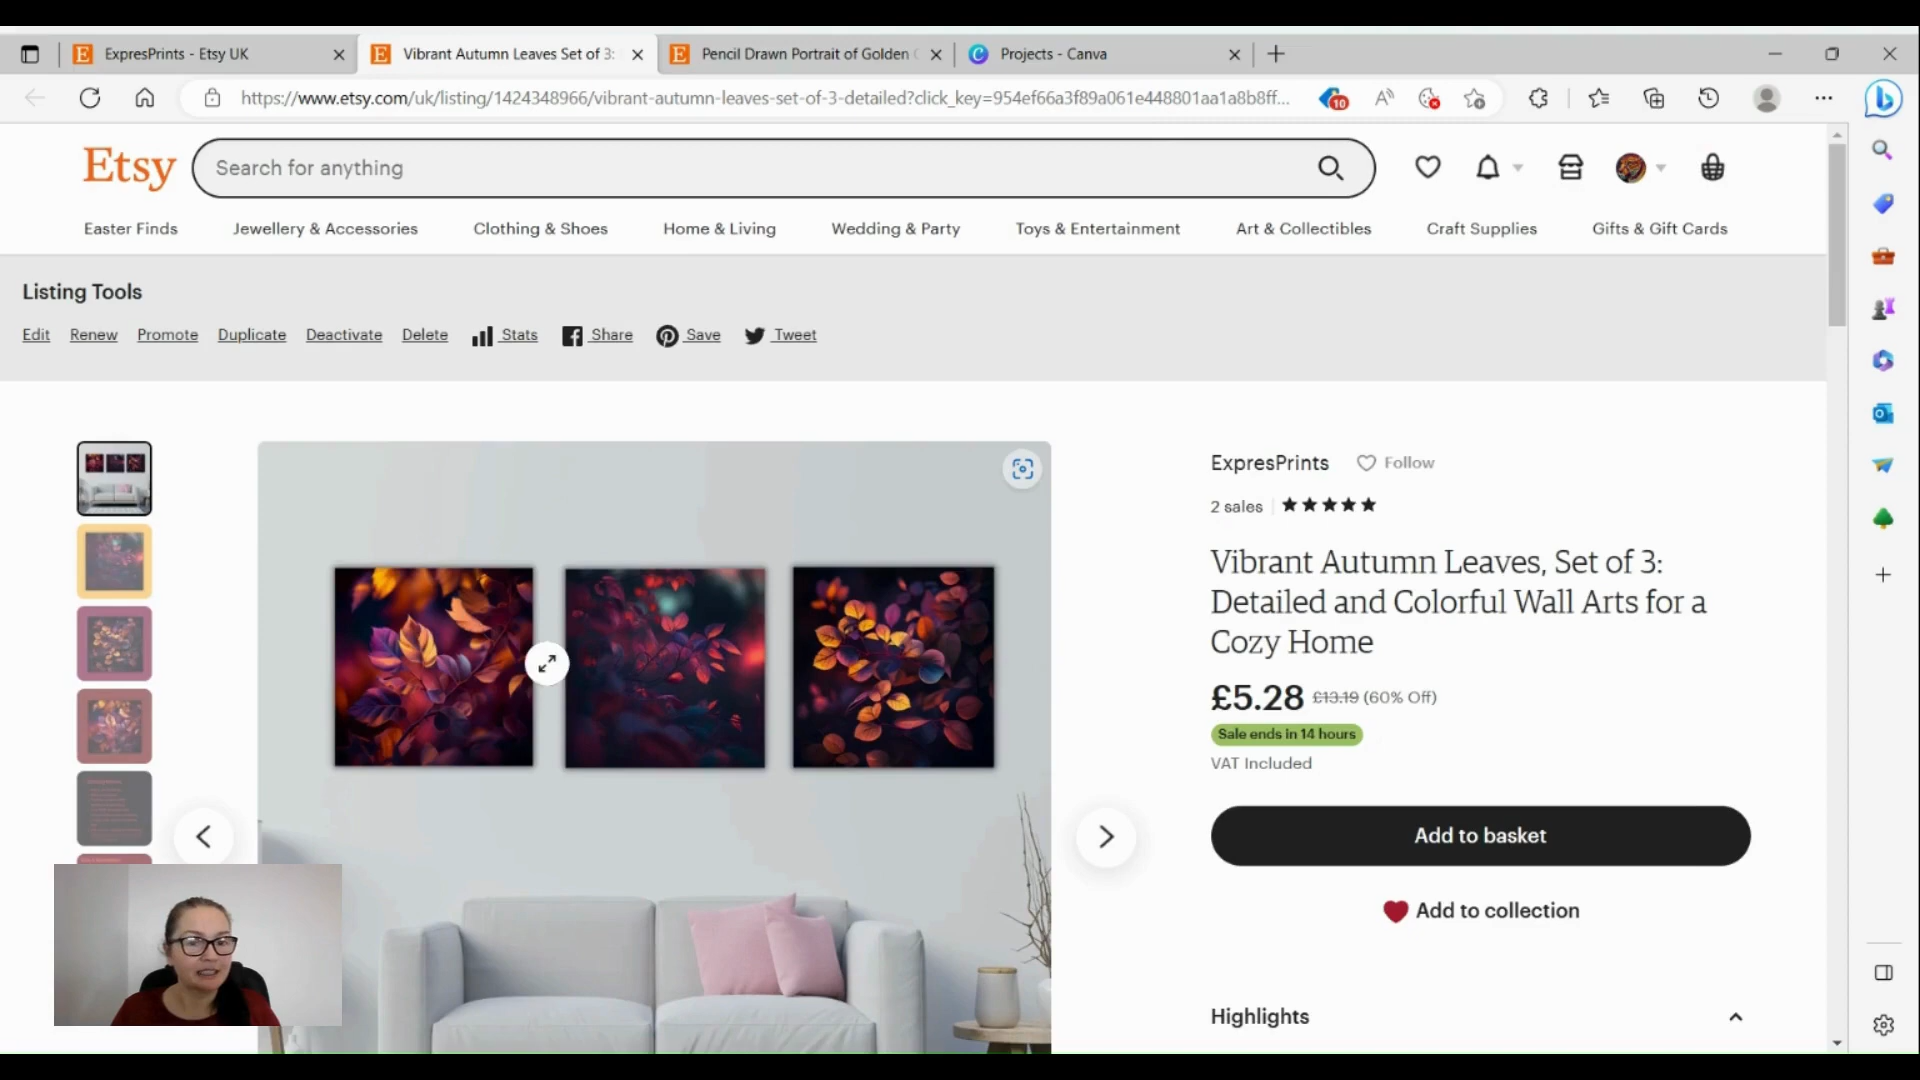 ExpresPrints - Etsy UK
Vibrant Autumn Leaves Set of 3:
Pencil Drawn Portrait of Golden
Projects - Canva
https://www.etsy.com/uk/listing/1424348966/vibrant-autumn-leaves-set-of-3-detailed?click_key=954ef66a3f89a061e448801aa1a8b8ff...
10
Etsy
Search for anything
Easter Finds
Jewellery & Accessories
Clothing & Shoes
Home & Living
Wedding & Party
Toys & Entertainment
Art & Collectibles
Craft Supplies
Gifts & Gift Cards
Listing Tools
Edit
Renew
Promote
Duplicate
Deactivate
Delete
Stats
Share
Save
Tweet
ExpresPrints
Follow
2 sales
Vibrant Autumn Leaves, Set of 3:
Detailed and Colorful Wall Arts for a
Cozy Home
£5.28 £13.19 (60% Off)
Sale ends in 14 hours
VAT Included
Add to basket
Add to collection
Highlights